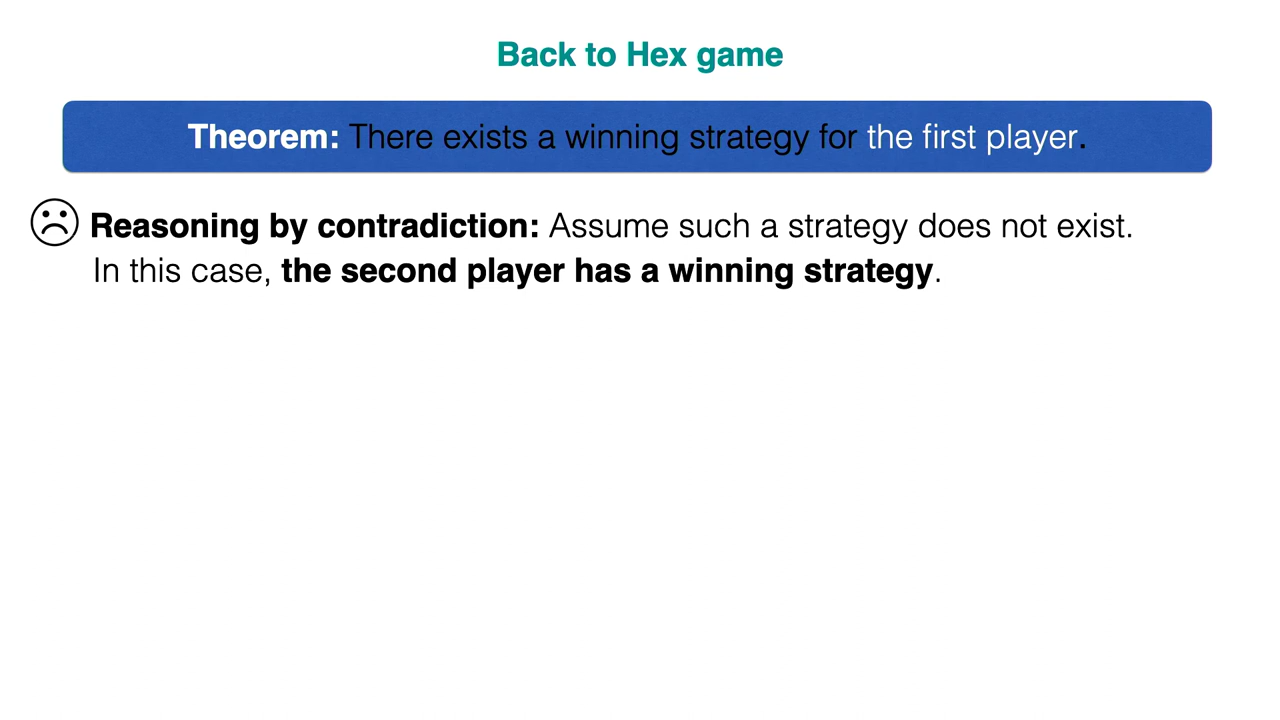 Back to Hex game
Theorem: There exists a winning strategy for the first player.
Reasoning by contradiction: Assume such a strategy does not exist.
In this case, the second player has a winning strategy.